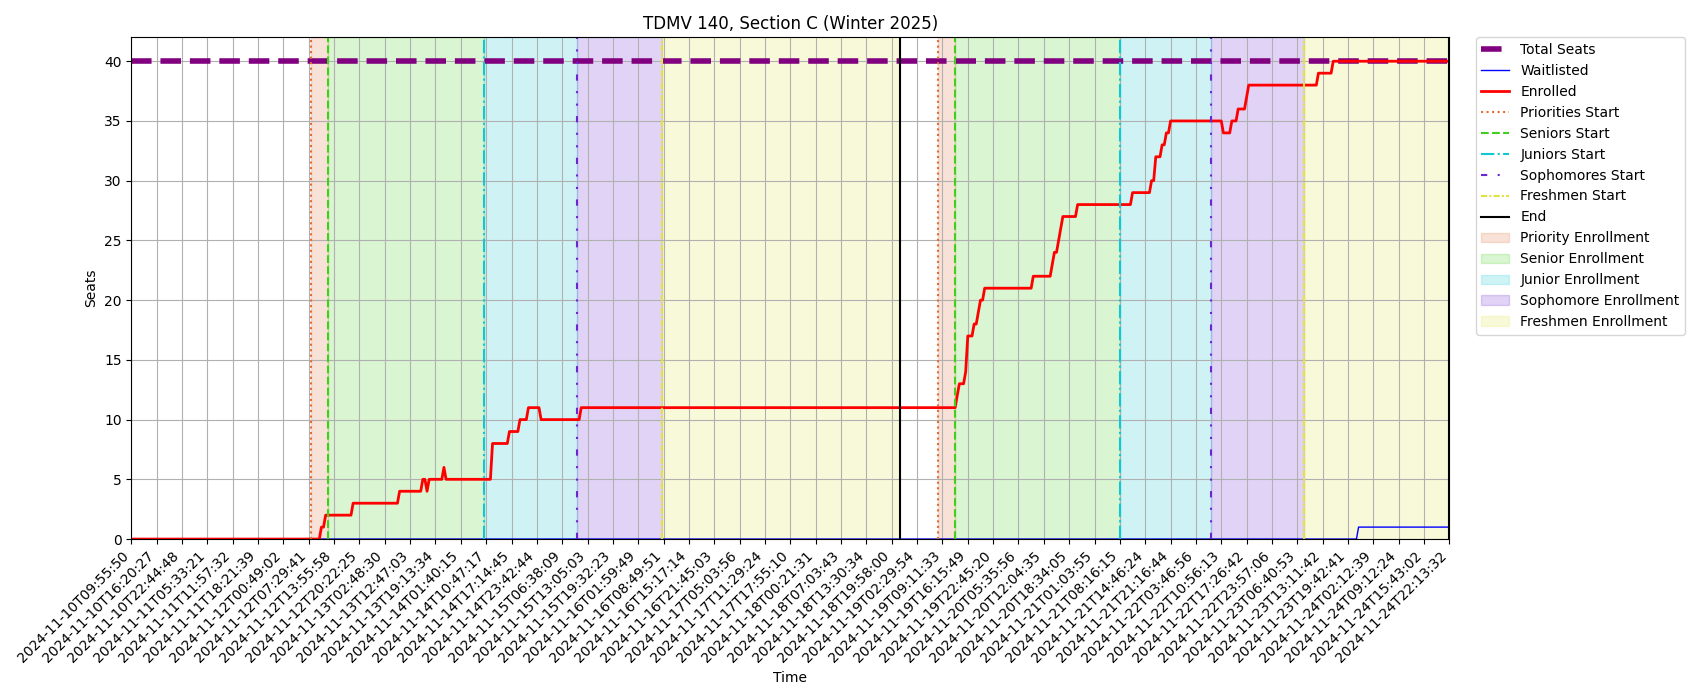 TDMV 140, Section C (Winter 2025)
Seats
40
35
30
25
20
15
10
5
0
2024-11-10T09:55:50
2024-11-10T16:20:27
2024-11-10T22:44:48
2024-11-11T05:33:21
2024-11-11T11:57:32
2024-11-11T18:21:39
2024-11-12T00:49:02
2024-11-12T07:29:41
2024-11-12T13:55:58
2024-11-12T20:22:25
2024-11-13T02:48:30
2024-11-13T12:47:03
2024-11-13T19:13:34
2024-11-14T01:40:15
2024-11-14T10:47:17
2024-11-14T17:14:45
2024-11-14T23:42:44
2024-11-15T06:38:09
2024-11-15T13:05:03
2024-11-15T19:32:23
2024-11-16T01:59:49
2024-11-16T08:49:51
2024-11-16T15:17:14
2024-11-16T21:45:03
2024-11-17T05:03:56
2024-11-17T11:29:24
2024-11-17T17:55:10
2024-11-18T00:21:31
2024-11-18T07:03:43
2024-11-18T13:30:34
2024-11-18T19:58:00
2024-11-19T02:29:54
2024-11-19T09:11:33
2024-11-19T16:15:49
2024-11-19T22:45:20
2024-11-20T05:35:56
2024-11-20T12:04:35
2024-11-20T18:34:05
2024-11-21T01:03:55
2024-11-21T08:16:15
2024-11-21T14:46:24
2024-11-21T21:16:44
2024-11-22T03:46:56
2024-11-22T10:56:13
2024-11-22T17:26:42
2024-11-22T23:57:06
2024-11-23T06:40:53
2024-11-23T13:11:42
2024-11-23T19:42:41
2024-11-24T02:12:39
2024-11-24T09:12:24
2024-11-24T15:43:02
2024-11-24T22:13:32
Time
Total Seats
Waitlisted
Enrolled
Priorities Start
Seniors Start
Juniors Start
Sophomores Start
Freshmen Start
End
Priority Enrollment
Senior Enrollment
Junior Enrollment
Sophomore Enrollment
Freshmen Enrollment